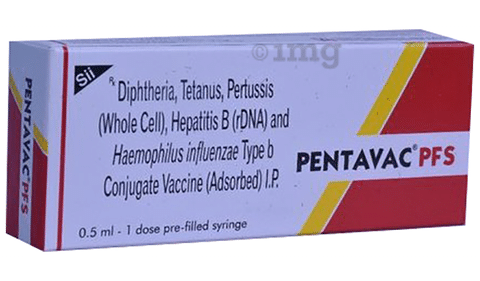 ©1mg
Sii
℞ Diphtheria, Tetanus, Pertussis
(Whole Cell), Hepatitis B (rDNA) and
Haemophilus influenzae Type b
Conjugate Vaccine (Adsorbed) I.P.
PENTAVAC® PFS
0.5 ml - 1 dose pre-filled syringe
PENTAVAC® PFS